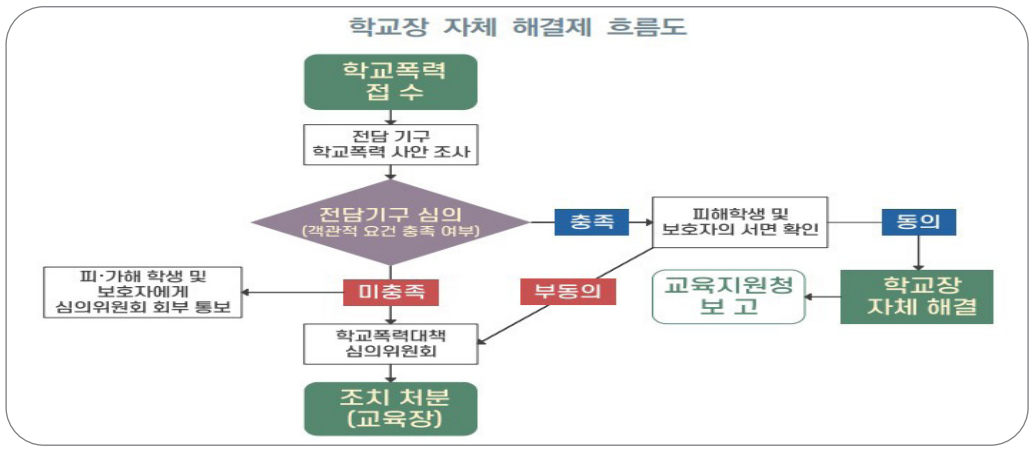 학교장 자체 해결제 흐름도
학교폭력
접 수
전담 기구
학교폭력 사안 조사
전담기구 심의
(객관적 요건 충족 여부)
충족
피해학생 및
보호자의 서면 확인
동의
피·가해 학생 및
보호자에게
심의위원회 회부 통보
미충족
부동의
교육지원청
보 고
학교장
자체 해결
학교폭력대책
심의위원회
조치 처분
(교육장)